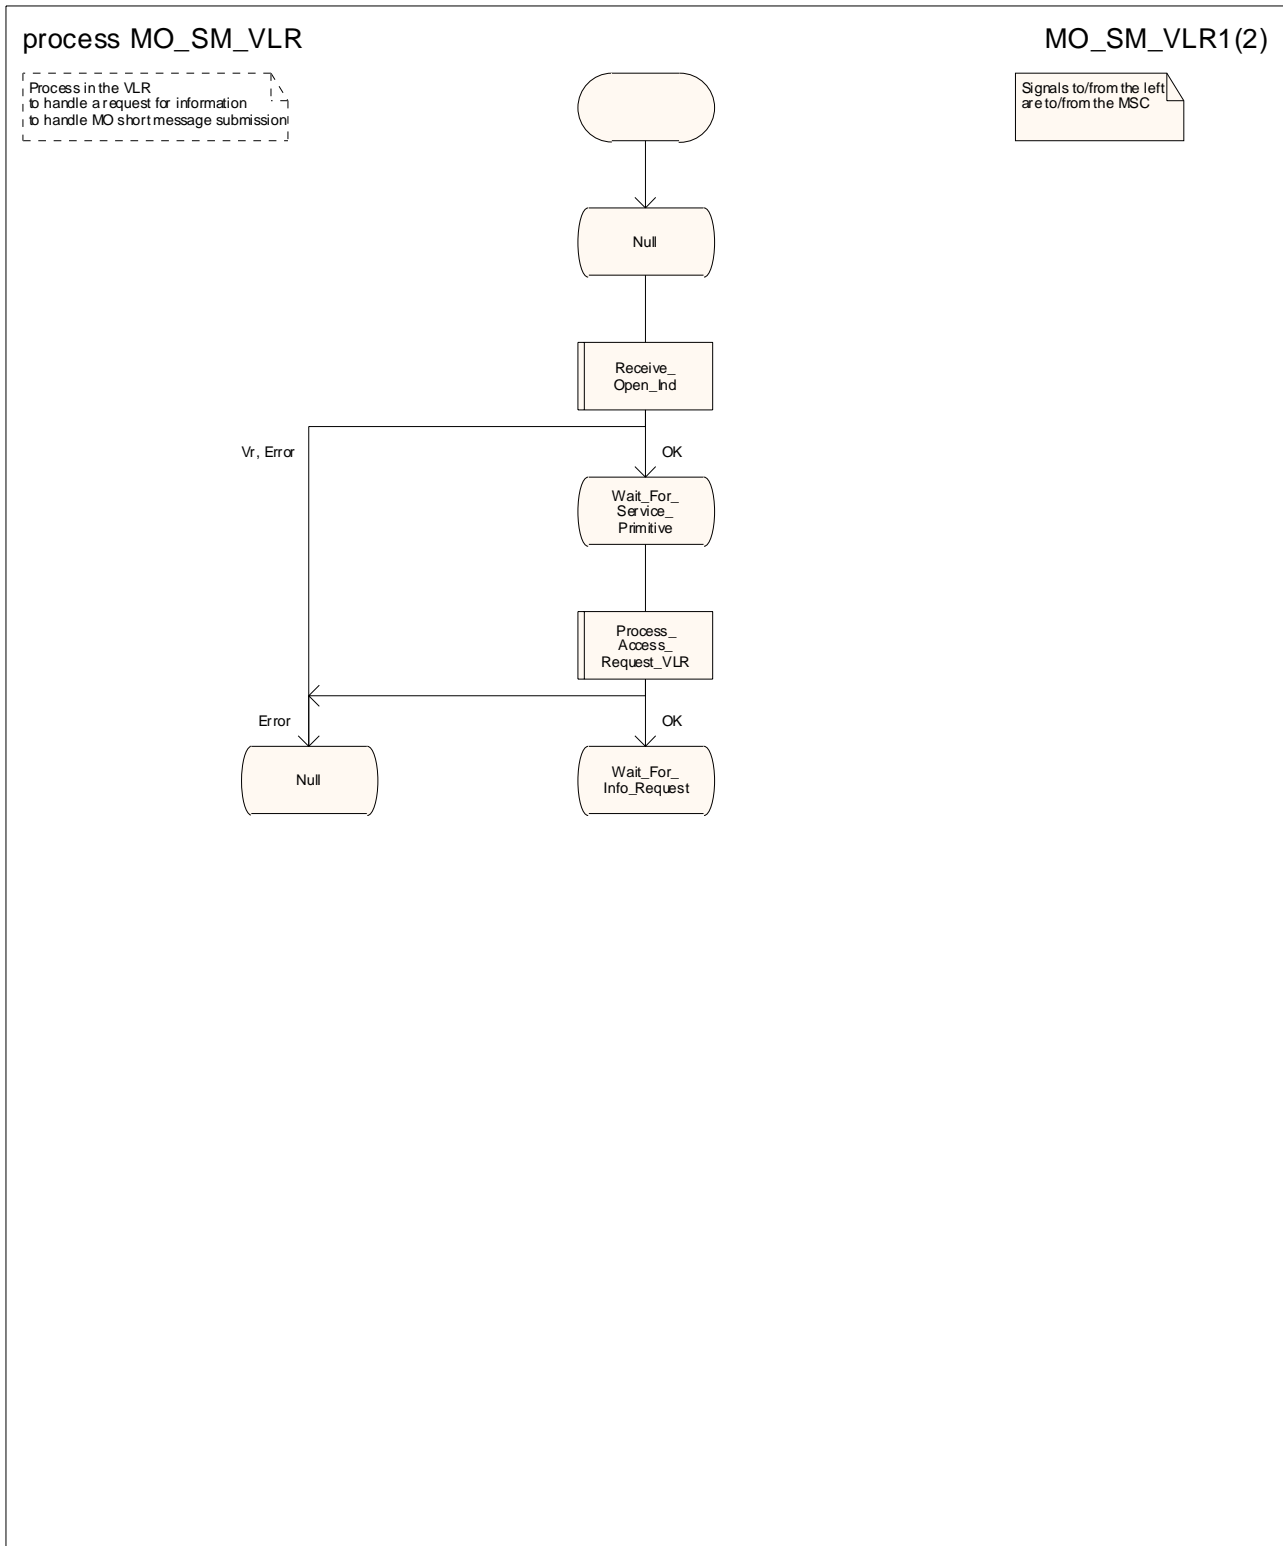 process MO_SM_VLR
MO_SM_VLR1(2)
Process in the VLR
to handle a request for information
to handle MO short message submission
Signals to/from the left
are to/from the MSC
Null
Receive_
Open_Ind
Vr, Error
OK
Wait_For_
Service_
Primitive
Process_
Access_
Request_VLR
Error
OK
Null
Wait_For_
Info_Request